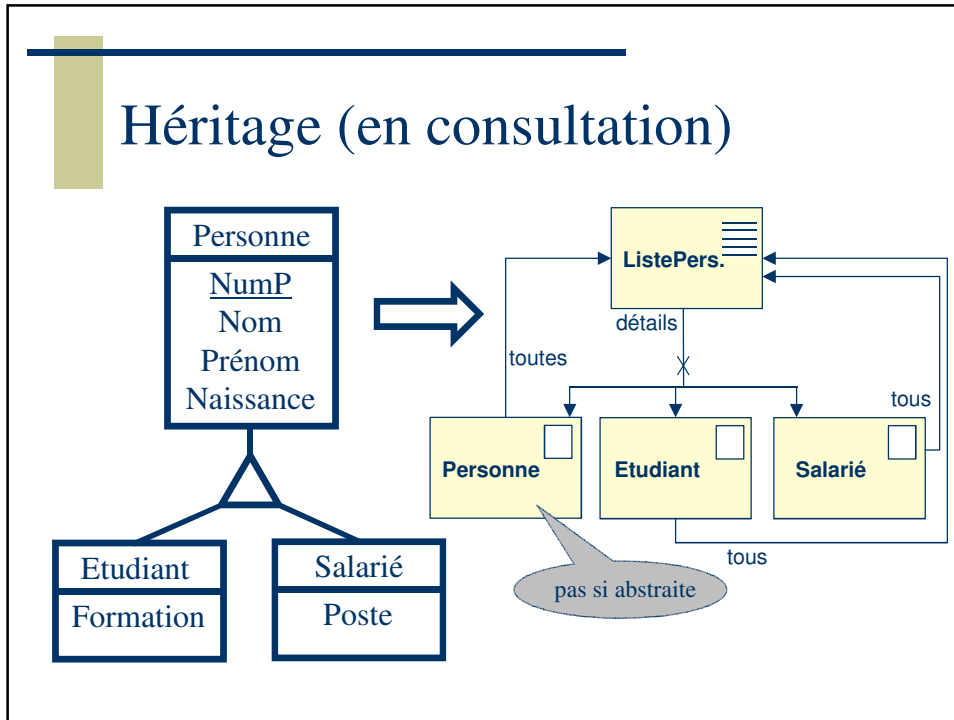 Héritage (en consultation)
Personne
NumP
Nom
Prénom
Naissance
Etudiant
Formation
Salarié
Poste
ListePers.
détails
toutes
tous
Personne
Etudiant
Salarié
tous
pas si abstraite